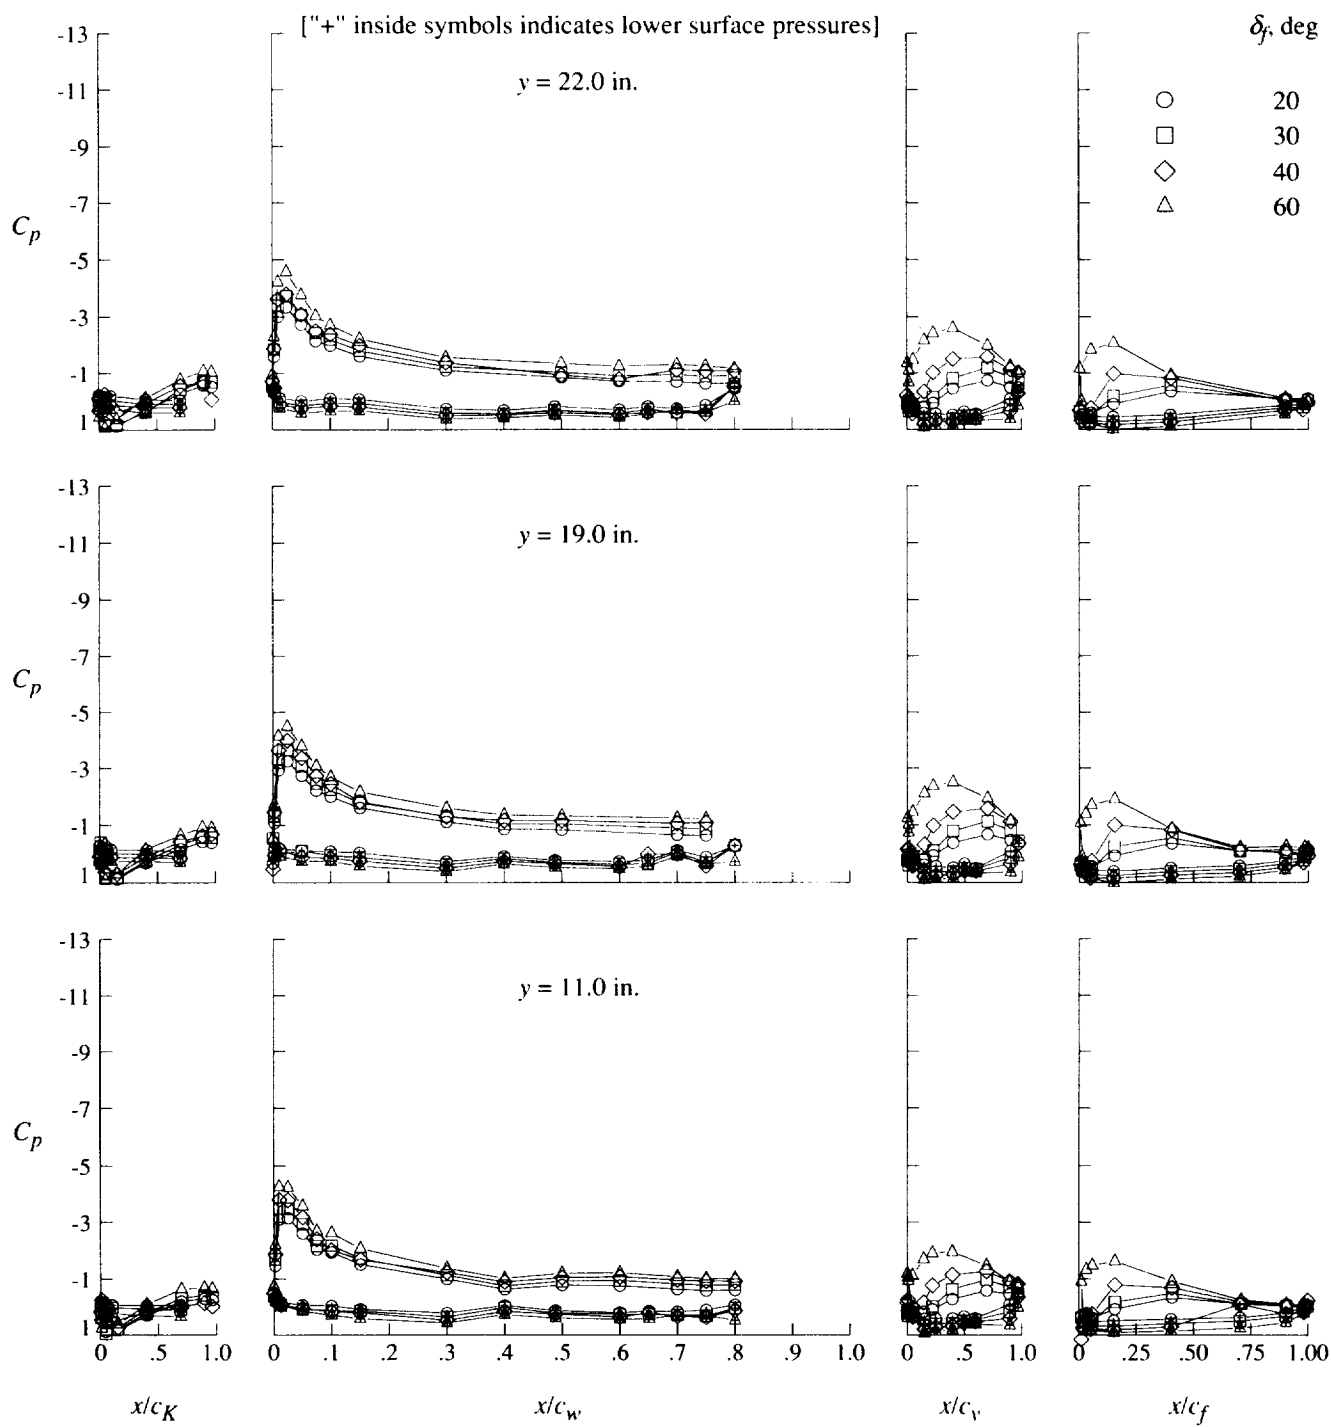 ["+" inside symbols indicates lower surface pressures]
δf, deg
y = 22.0 in.
20
30
40
60
-13
-11
-9
-7
-5
-3
-1
1
Cp
y = 19.0 in.
-13
-11
-9
-7
-5
-3
-1
1
Cp
y = 11.0 in.
-13
-11
-9
-7
-5
-3
-1
1
Cp
0 .5 1.0 0 .1 .2 .3 .4 .5 .6 .7 .8 .9 1.0 0 .5 1.0 0 .25 .50 .75 1.00
x/cK x/cw x/cv x/cf